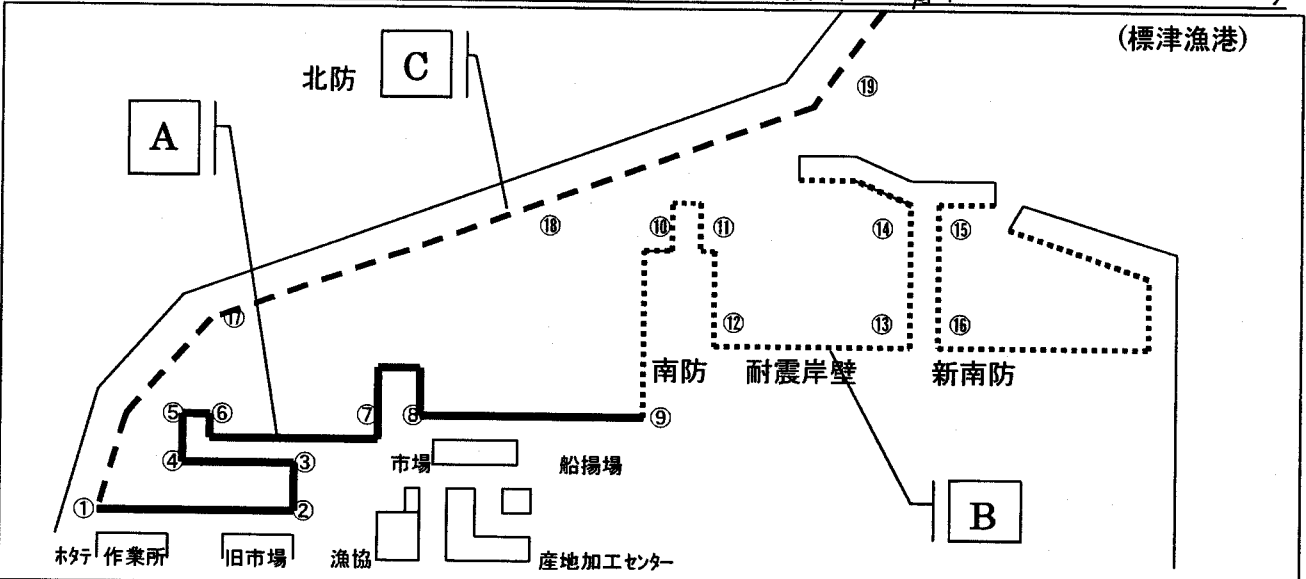 (標津漁港)
北防
C
A
⑲
⑱
⑩
⑪
⑭
⑮
⑰
⑫
⑬
⑯
南防
耐震岸壁
新南防
⑤
⑥
⑦
⑧
⑨
④
③
市場
船揚場
①
②
B
ホタテ
作業所
旧市場
漁協
産地加工センター